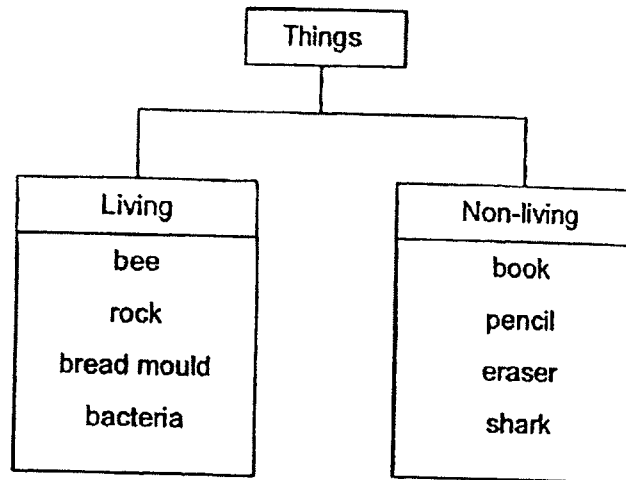 Things
Living
bee
rock
bread mould
bacteria
Non-living
book
pencil
eraser
shark